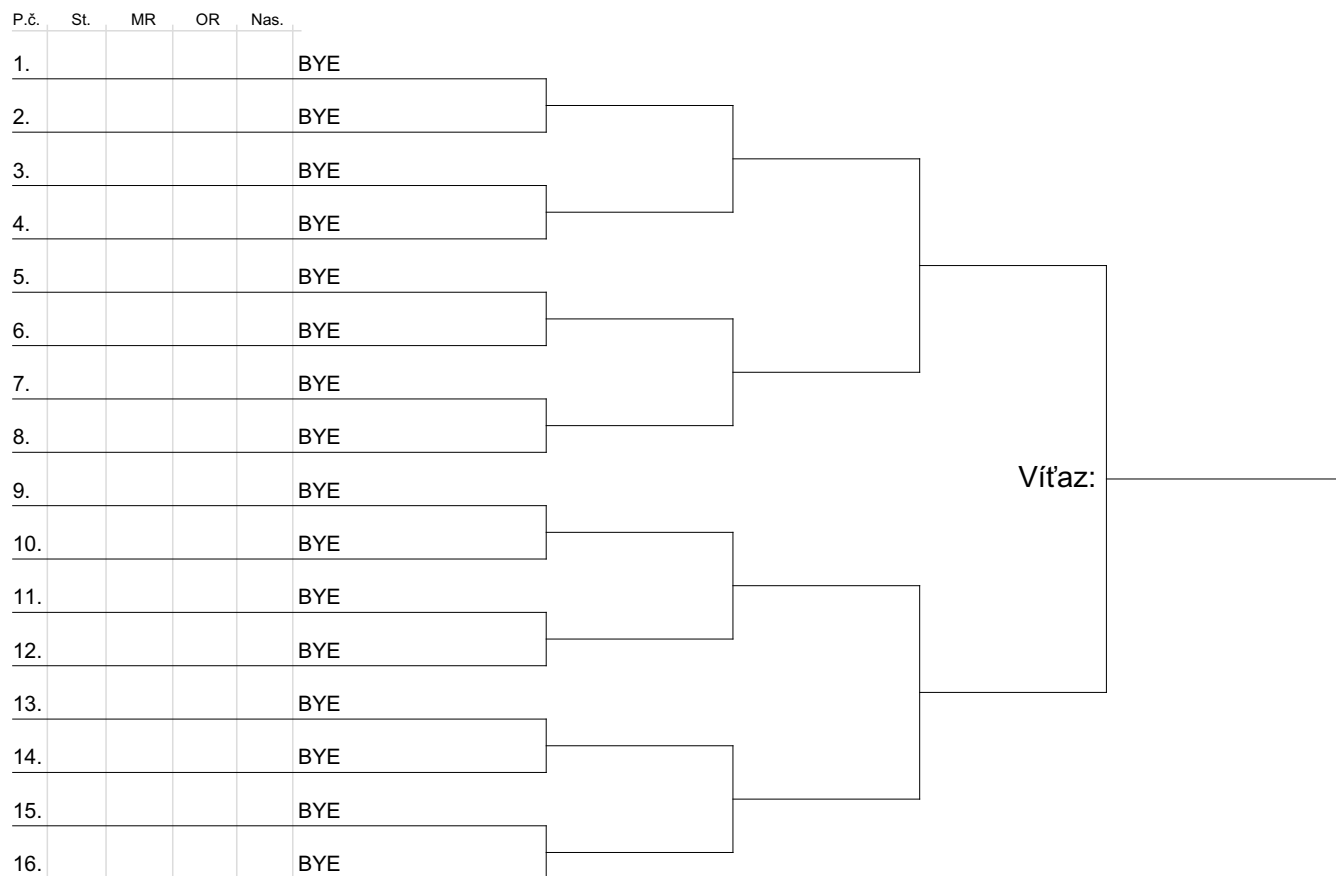 P.č. St. MR OR Nas.
1. BYE
2. BYE
3. BYE
4. BYE
5. BYE
6. BYE
7. BYE
8. BYE
Víťaz:
9. BYE
10. BYE
11. BYE
12. BYE
13. BYE
14. BYE
15. BYE
16. BYE